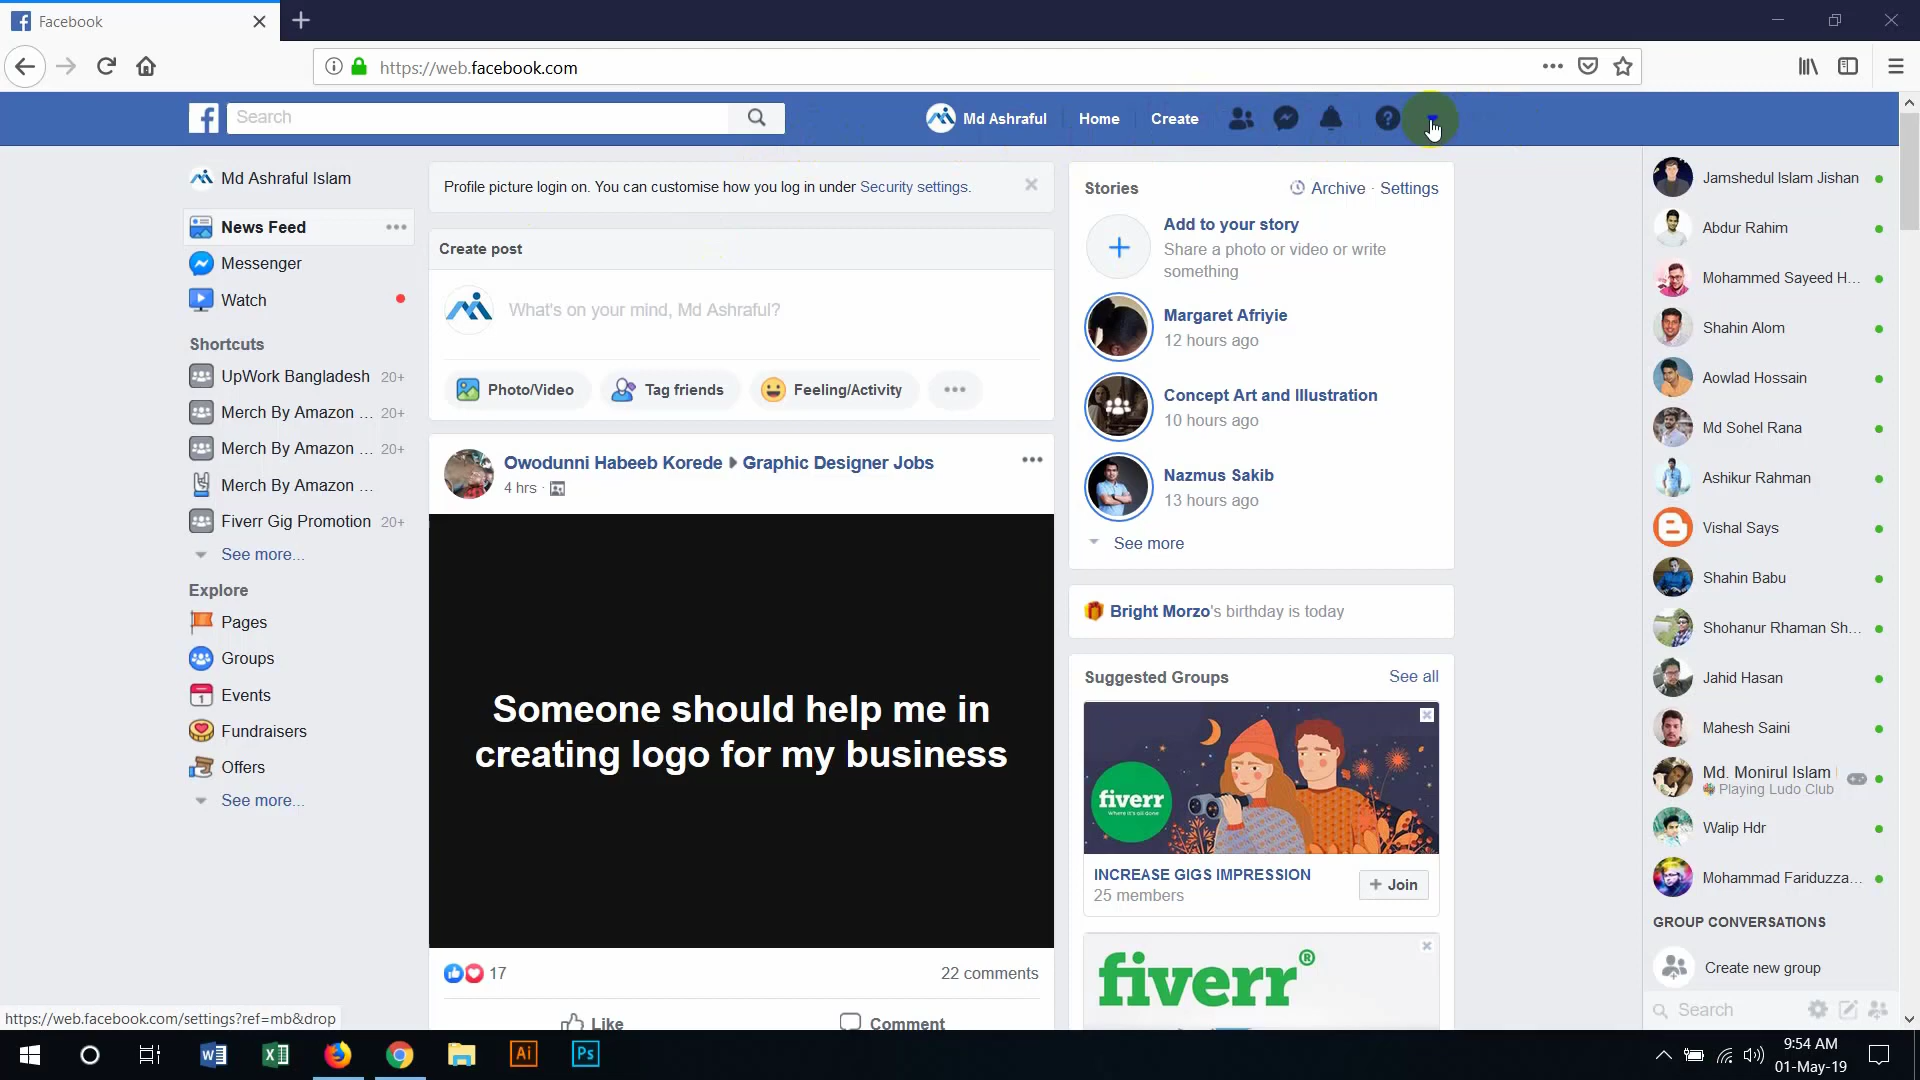 Facebook
https://web.facebook.com
Search
Md Ashraful
Home
Create
Md Ashraful Islam
News Feed
Messenger
Watch
Shortcuts
UpWork Bangladesh 20+
Merch By Amazon ... 20+
Merch By Amazon ... 20+
Merch By Amazon ...
Fiverr Gig Promotion 20+
See more...
Explore
Pages
Groups
Events
Fundraisers
Offers
See more...
Profile picture login on. You can customise how you log in under Security settings.
Create post
What's on your mind, Md Ashraful?
Photo/Video
Tag friends
Feeling/Activity
Owodunni Habeeb Korede Graphic Designer Jobs
4 hrs ·
Someone should help me in
creating logo for my business
17
22 comments
Like
Comment
Stories
Archive · Settings
Add to your story
Share a photo or video or write
something
Margaret Afriyie
12 hours ago
Concept Art and Illustration
10 hours ago
Nazmus Sakib
13 hours ago
See more
Bright Morzo's birthday is today
Suggested Groups
See all
fiverr
Where it's all done
INCREASE GIGS IMPRESSION
25 members
+ Join
fiverr®
Jamshedul Islam Jishan
Abdur Rahim
Mohammed Sayeed H...
Shahin Alom
Aowlad Hossain
Md Sohel Rana
Ashikur Rahman
Vishal Says
Shahin Babu
Shohanur Rhaman Sh...
Jahid Hasan
Mahesh Saini
Md. Monirul Islam
Playing Ludo Club
Walip Hdr
Mohammad Fariduzza...
GROUP CONVERSATIONS
Create new group
Search
https://web.facebook.com/settings?ref=mb&drop
Ai
Ps
9:54 AM
01-May-19